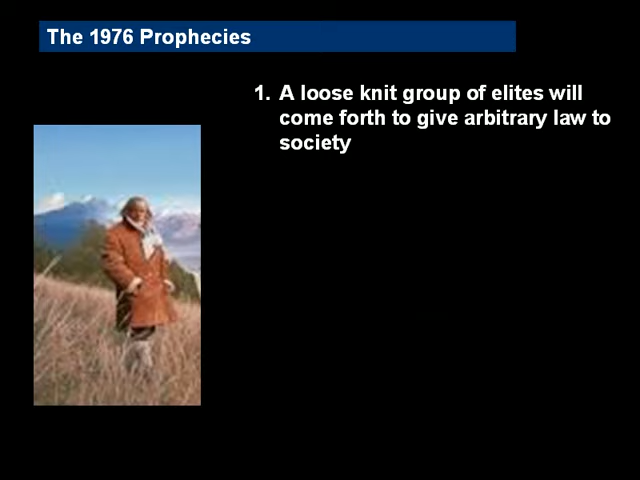 The 1976 Prophecies
1. A loose knit group of elites will
come forth to give arbitrary law to
society